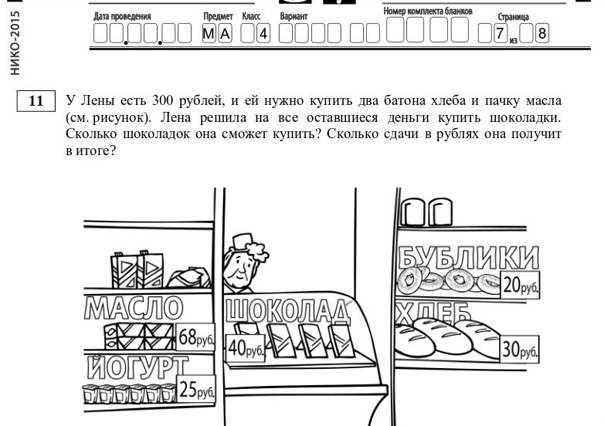 НИКО-2015
Дата проведения Предмет Класс Вариант Номер комплекта бланков Страница
МА 4 7 из 8
11 У Лены есть 300 рублей, и ей нужно купить два батона хлеба и пачку масла
(см. рисунок). Лена решила на все оставшиеся деньги купить шоколадки.
Сколько шоколадок она сможет купить? Сколько сдачи в рублях она получит
в итоге?
БУБЛИКИ
20руб.
МАСЛО
68руб.
ШОКОЛАД
40руб.
ХЛЕБ
30руб.
ЙОГУРТ
25руб.